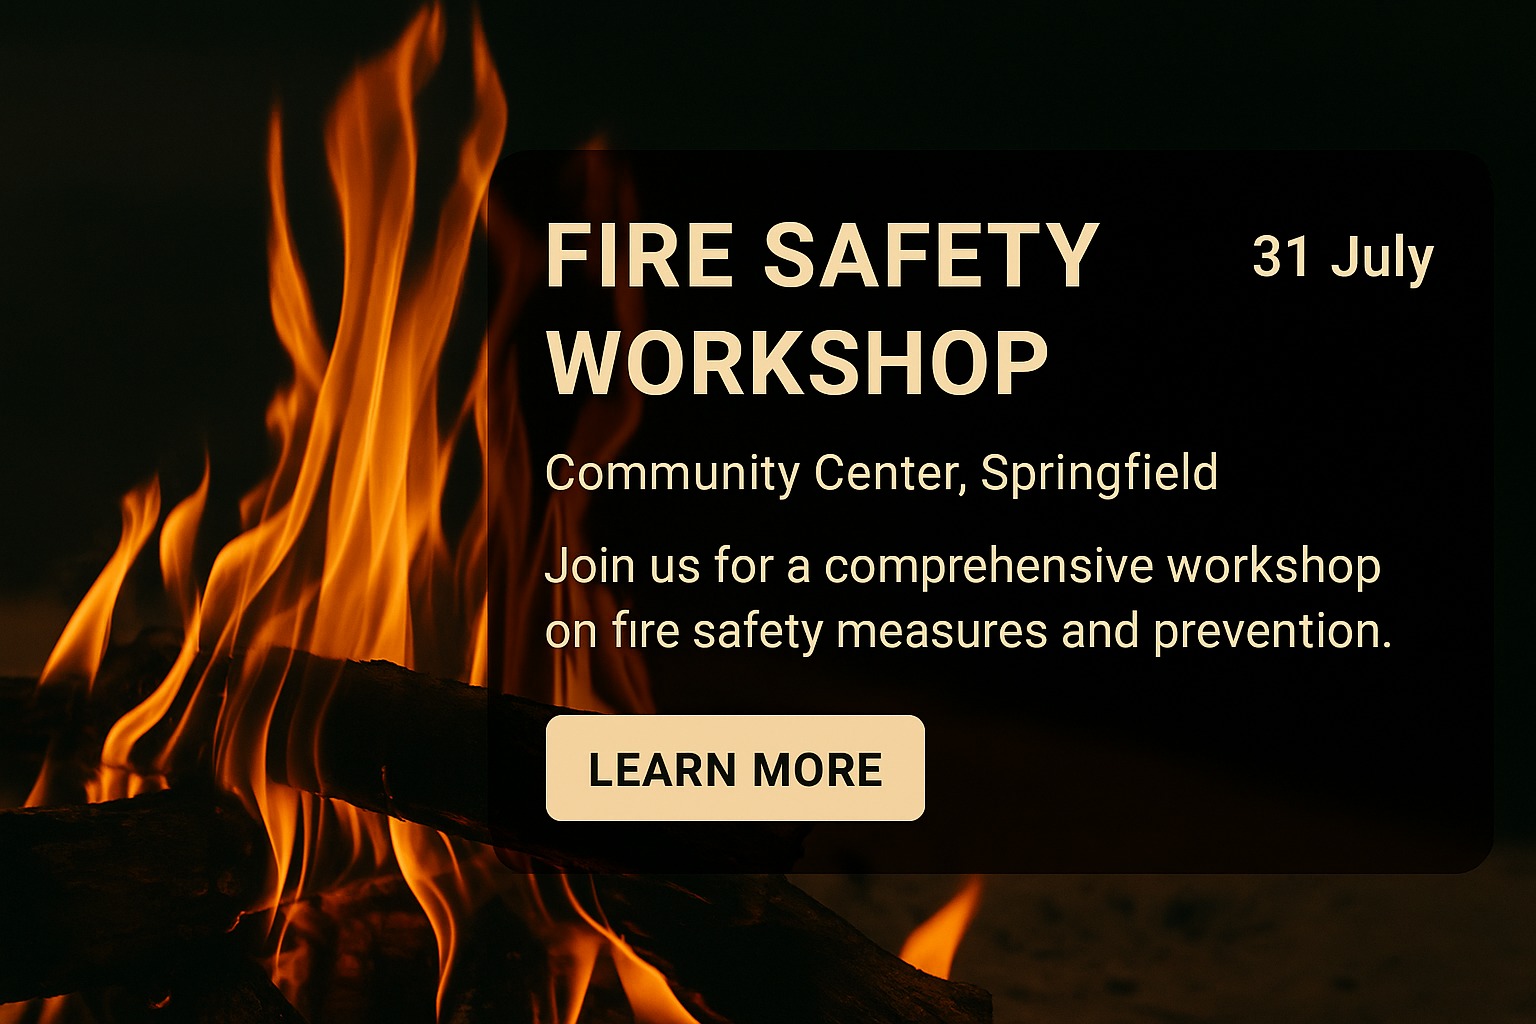 FIRE SAFETY
31 July
WORKSHOP
Community Center, Springfield
Join us for a comprehensive workshop
on fire safety measures and prevention.
LEARN MORE